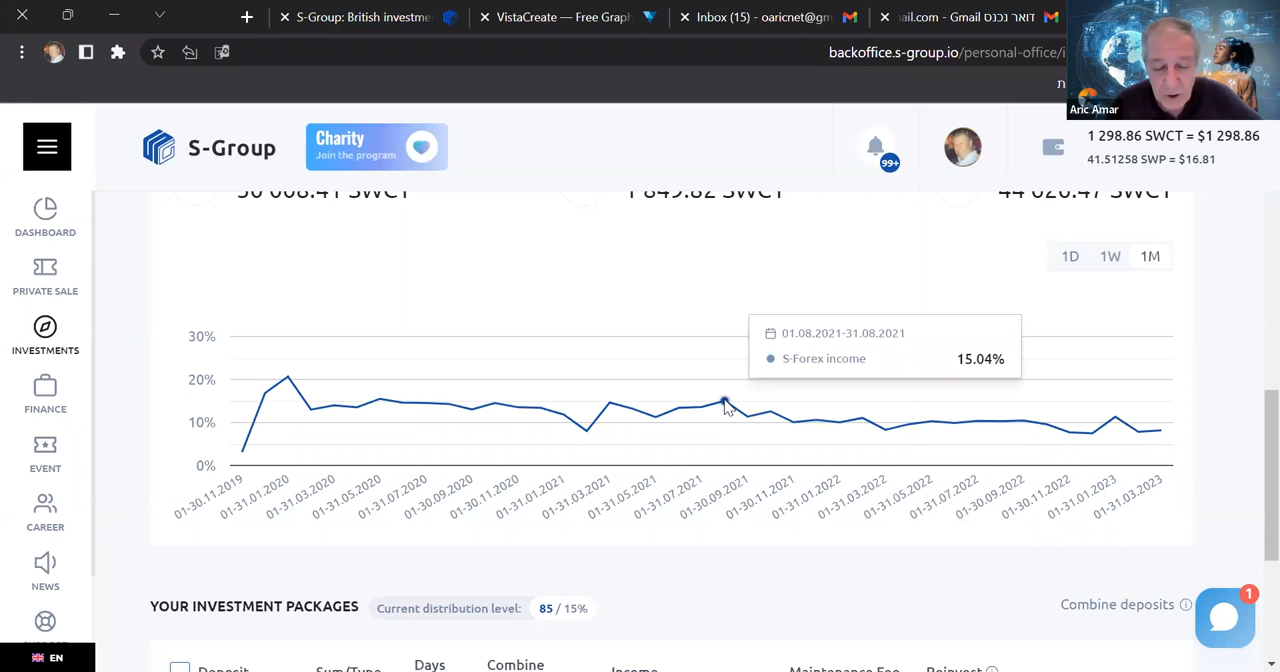 S-Group: British investme
VistaCreate — Free Graph
Inbox (15) - oaricnet@gm
ail.com - Gmail דואר נכנס
backoffice.s-group.io/personal-office/i
ת
Aric Amar
S-Group
Charity
Join the program
99+
1 298.86 SWCT = $1 298.86
41.51258 SWP = $16.81
DASHBOARD
PRIVATE SALE
INVESTMENTS
FINANCE
EVENT
CAREER
NEWS
EN
1D 1W 1M
30%
20%
10%
0%
01.08.2021-31.08.2021
S-Forex income 15.04%
01-30.11.2019
01-31.01.2020
01-31.03.2020
01-31.05.2020
01-31.07.2020
01-30.09.2020
01-30.11.2020
01-31.01.2021
01-31.03.2021
01-31.05.2021
01-31.07.2021
01-30.09.2021
01-30.11.2021
01-31.01.2022
01-31.03.2022
01-31.05.2022
01-31.07.2022
01-30.09.2022
01-30.11.2022
01-31.01.2023
01-31.03.2023
YOUR INVESTMENT PACKAGES Current distribution level: 85 / 15% Combine deposits
1
Deposit Sum/Type Days Combine Income Maintenance Fee Reinvest